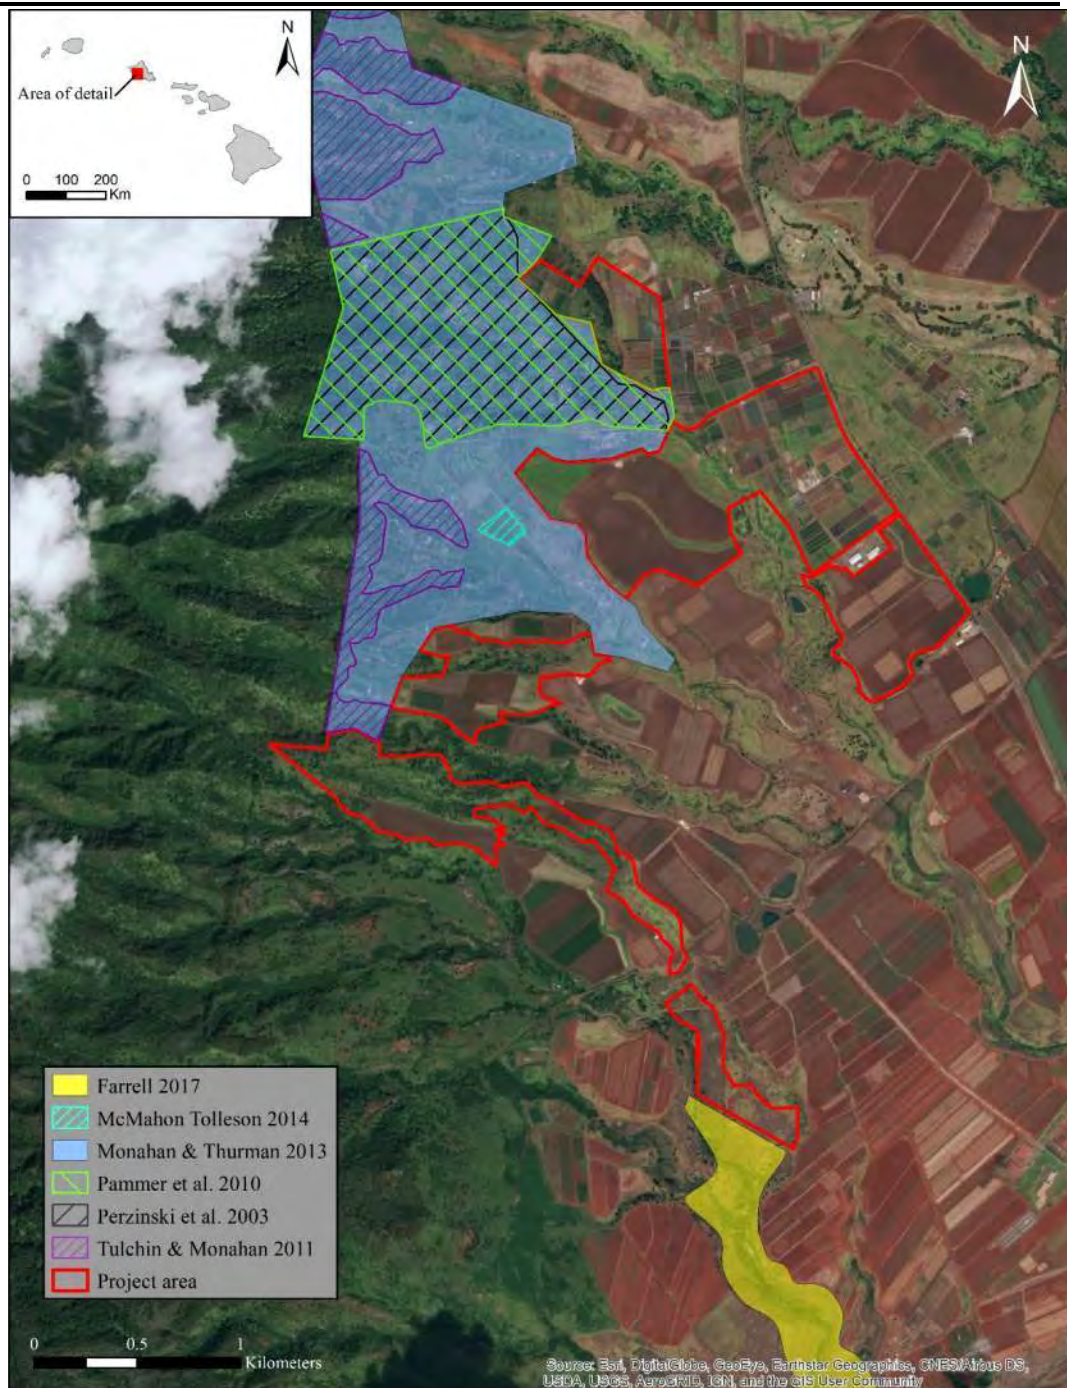 N
Area of detail
0 100 200
Km
N
Farrell 2017
McMahon Tolleson 2014
Monahan & Thurman 2013
Pammer et al. 2010
Perzinski et al. 2003
Tulchin & Monahan 2011
Project area
0 0.5 1
Kilometers
Source: Esri, DigitalGlobe, GeoEye, Earthstar Geographics, CNES/Airbus DS,
USDA, USGS, AeroGRID, IGN, and the GIS User Community